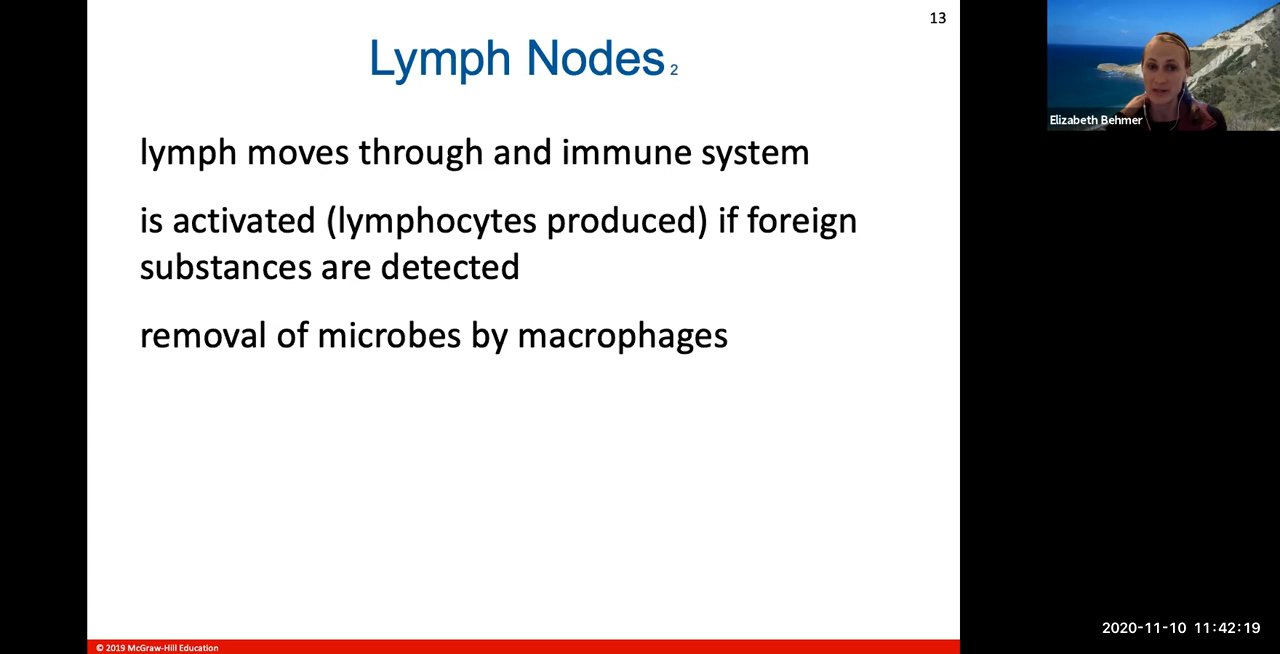 13
Lymph Nodes 2
lymph moves through and immune system
is activated (lymphocytes produced) if foreign
substances are detected
removal of microbes by macrophages
© 2019 McGraw-Hill Education
Elizabeth Behmer
2020-11-10 11:42:19